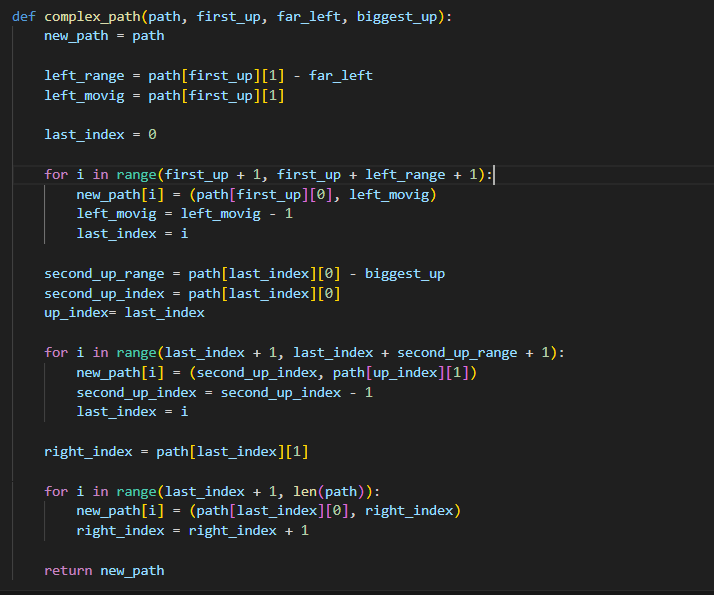 def complex_path(path, first_up, far_left, biggest_up):
    new_path = path
    left_range = path[first_up][1] - far_left
    left_movig = path[first_up][1]
    last_index = 0
    for i in range(first_up + 1, first_up + left_range + 1):
        new_path[i] = (path[first_up][0], left_movig)
        left_movig = left_movig - 1
        last_index = i
    second_up_range = path[last_index][0] - biggest_up
    second_up_index = path[last_index][0]
    up_index= last_index
    for i in range(last_index + 1, last_index + second_up_range + 1):
        new_path[i] = (second_up_index, path[up_index][1])
        second_up_index = second_up_index - 1
        last_index = i
    right_index = path[last_index][1]
    for i in range(last_index + 1, len(path)):
        new_path[i] = (path[last_index][0], right_index)
        right_index = right_index + 1
    return new_path